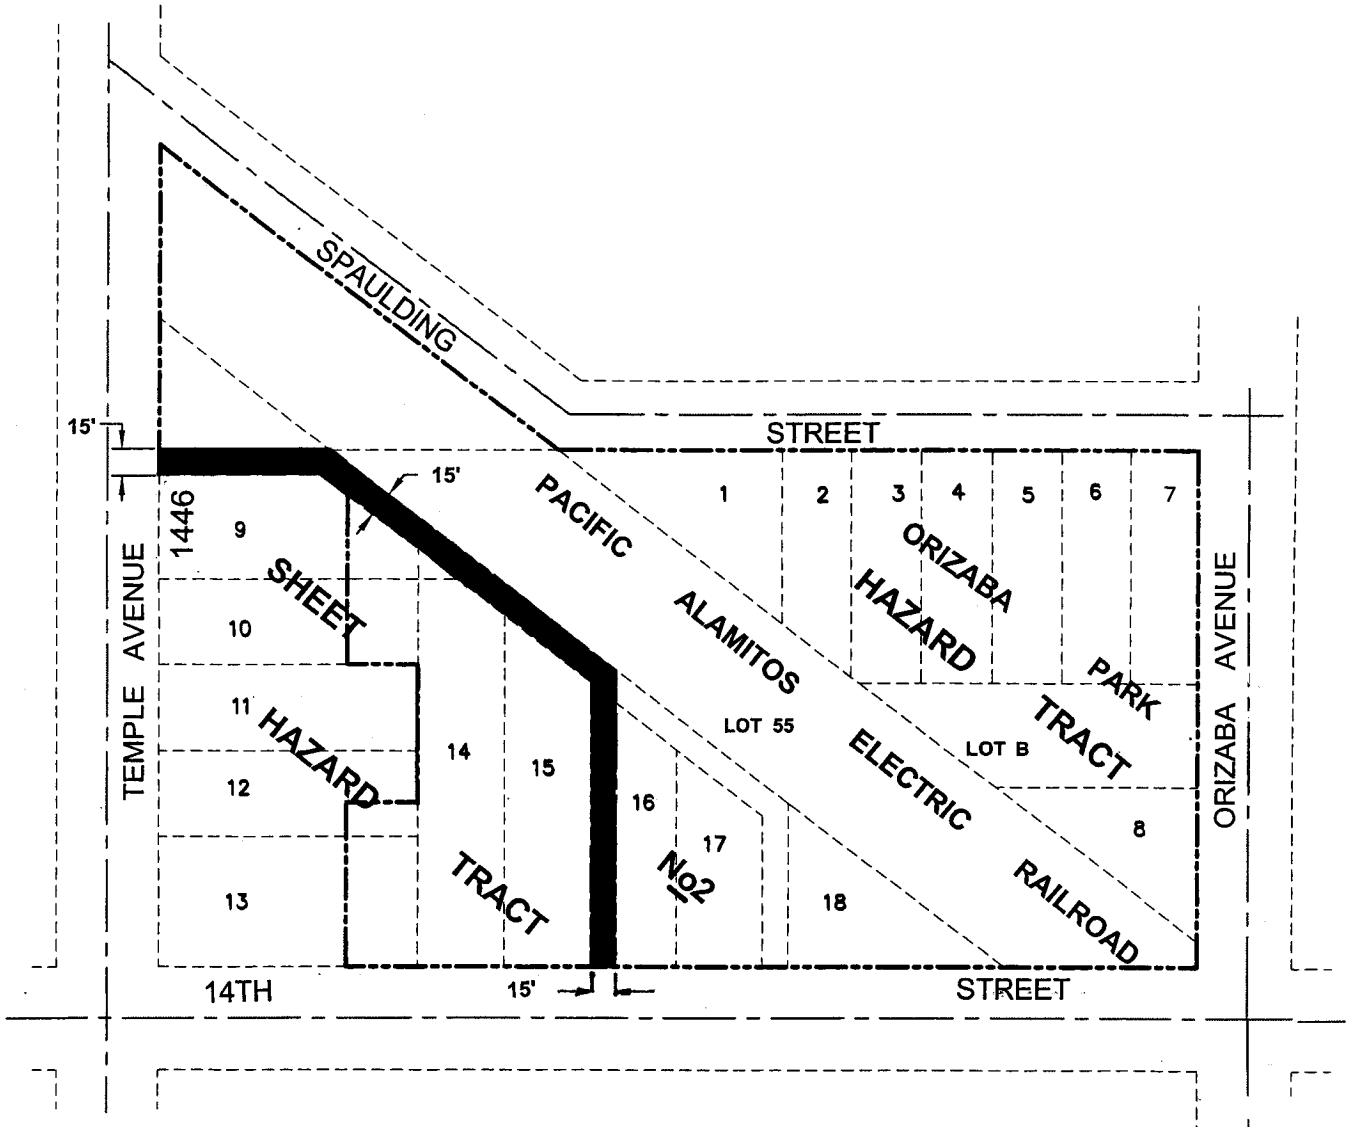 SPAULDING
STREET
15'
15'
1446
9
PACIFIC
1
2
3
4
5
6
7
ORIZABA
HAZARD
PARK
TRACT
SHEET
10
ALAMITOS
TEMPLE AVENUE
ORIZABA AVENUE
11
HAZARD
12
14
15
LOT 55
ELECTRIC
LOT B
8
16
17
No2
13
TRACT
18
RAILROAD
14TH
15'
STREET